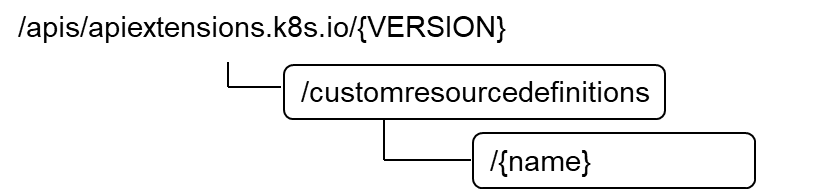 /apis/apiextensions.k8s.io/{VERSION}
/customresourcedefinitions
/{name}